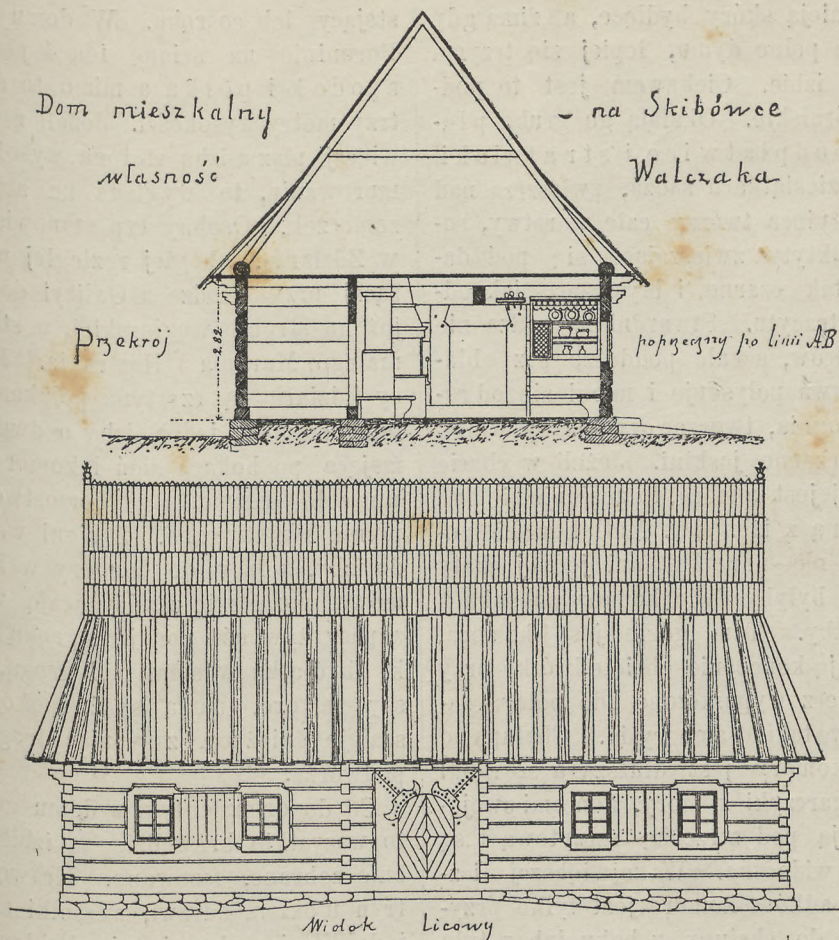 Dom mieszkalny – na Skibówce
własność Walczaka
Przekrój poprzeczny po linii AB
2.82
Widok Licowy